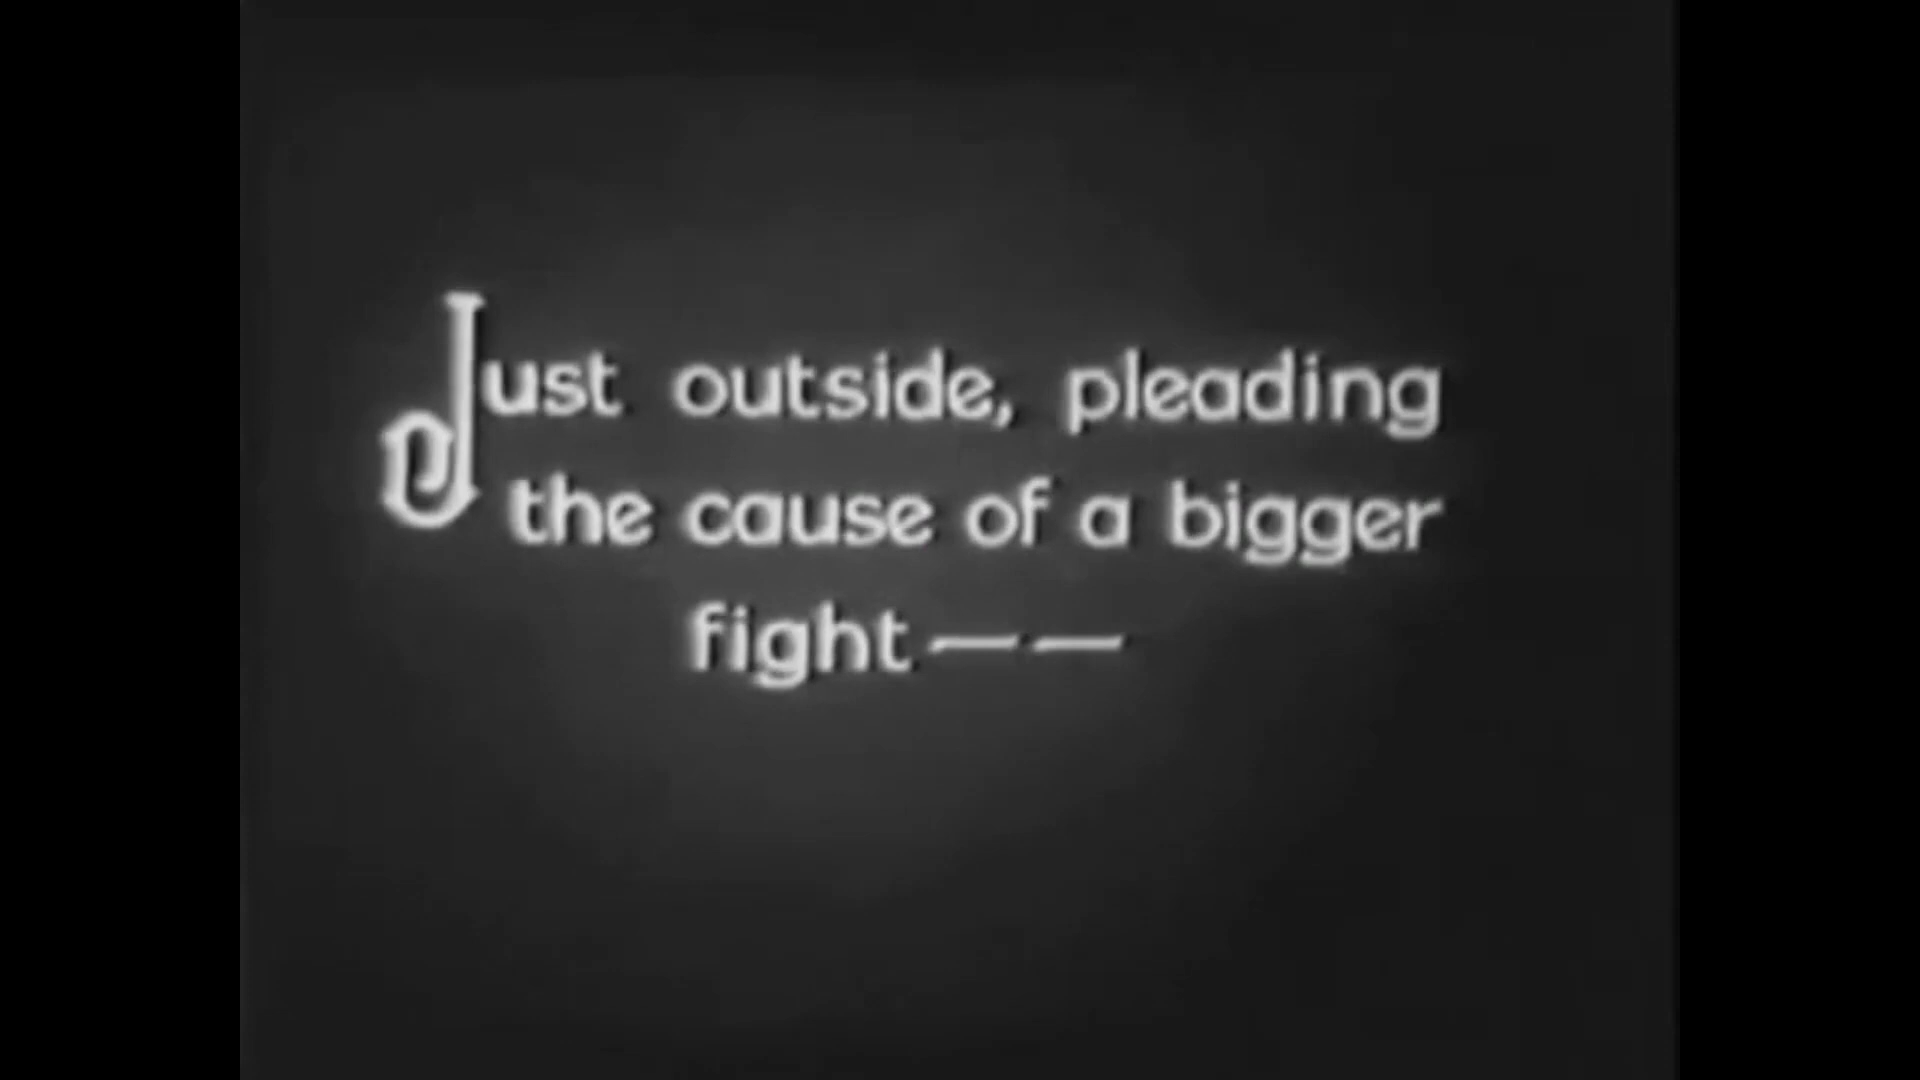 Just outside, pleading
the cause of a bigger
fight — —